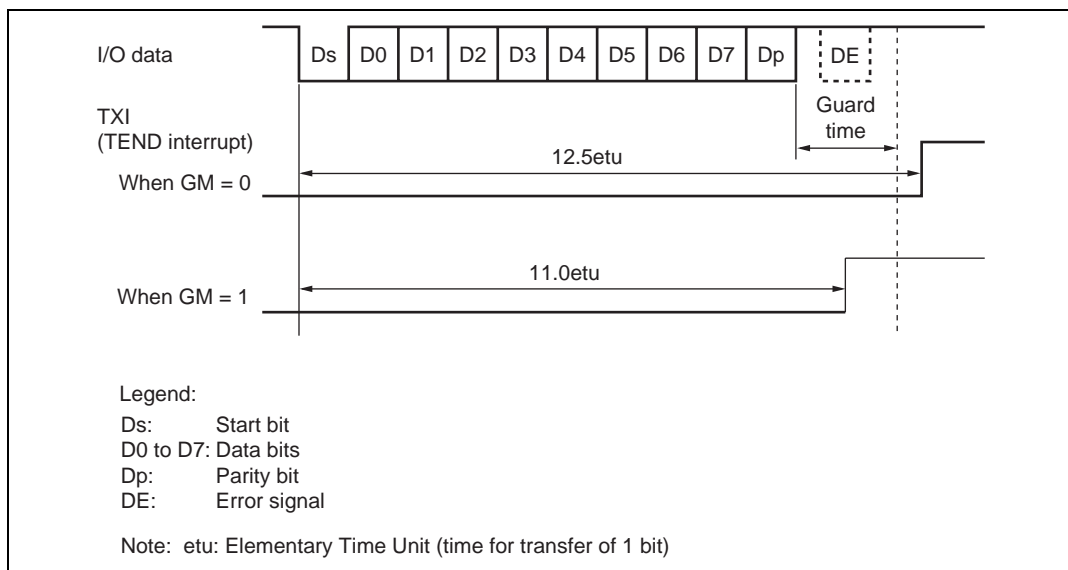 I/O data
Ds D0 D1 D2 D3 D4 D5 D6 D7 Dp DE
Guard
time
TXI
(TEND interrupt)
12.5etu
When GM = 0
11.0etu
When GM = 1
Legend:
Ds: Start bit
D0 to D7: Data bits
Dp: Parity bit
DE: Error signal
Note: etu: Elementary Time Unit (time for transfer of 1 bit)